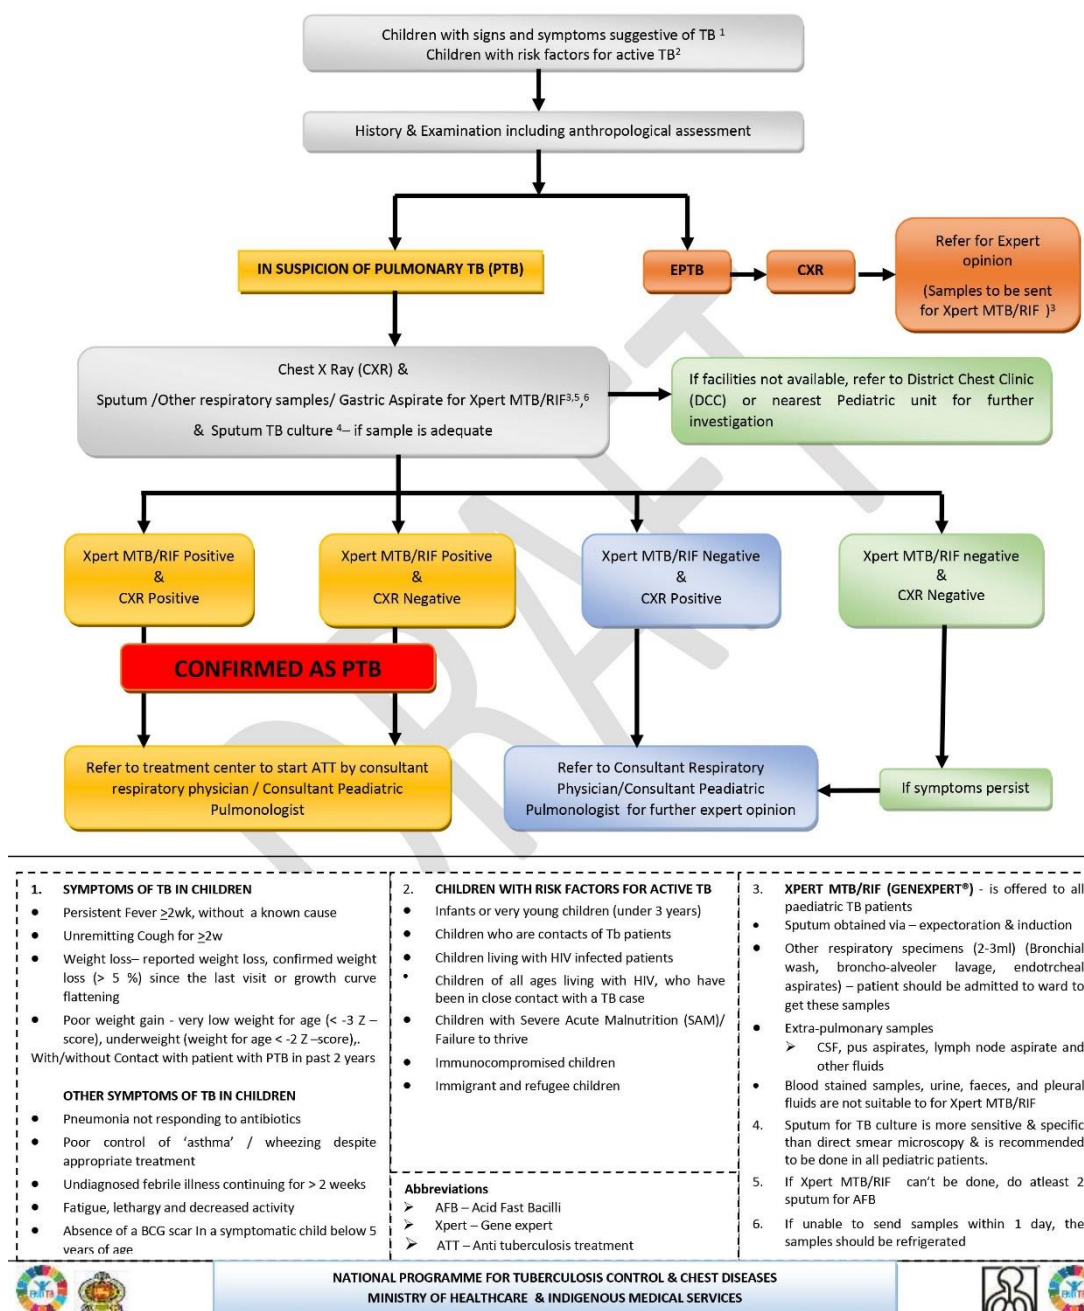 Children with signs and symptoms suggestive of TB 1
Children with risk factors for active TB2
History & Examination including anthropological assessment
IN SUSPICION OF PULMONARY TB (PTB)
EPTB
CXR
Refer for Expert
opinion
(Samples to be sent
for Xpert MTB/RIF )3
Chest X Ray (CXR) &
Sputum /Other respiratory samples/ Gastric Aspirate for Xpert MTB/RIF3,5,6
& Sputum TB culture 4– if sample is adequate
If facilities not available, refer to District Chest Clinic
(DCC) or nearest Pediatric unit for further
investigation
Xpert MTB/RIF Positive
&
CXR Positive
Xpert MTB/RIF Positive
&
CXR Negative
Xpert MTB/RIF Negative
&
CXR Positive
Xpert MTB/RIF negative
&
CXR Negative
CONFIRMED AS PTB
Refer to treatment center to start ATT by consultant
respiratory physician / Consultant Peadiatric
Pulmonologist
Refer to Consultant Respiratory
Physician/Consultant Peadiatric
Pulmonologist for further expert opinion
If symptoms persist
DRAFT
1. SYMPTOMS OF TB IN CHILDREN
● Persistent Fever >2wk, without a known cause
● Unremitting Cough for >2w
● Weight loss– reported weight loss, confirmed weight
loss (> 5 %) since the last visit or growth curve
flattening
● Poor weight gain - very low weight for age (< -3 Z –
score), underweight (weight for age < -2 Z –score),.
With/without Contact with patient with PTB in past 2 years
OTHER SYMPTOMS OF TB IN CHILDREN
● Pneumonia not responding to antibiotics
● Poor control of ‘asthma’ / wheezing despite
appropriate treatment
● Undiagnosed febrile illness continuing for > 2 weeks
● Fatigue, lethargy and decreased activity
● Absence of a BCG scar In a symptomatic child below 5
years of age
2. CHILDREN WITH RISK FACTORS FOR ACTIVE TB
● Infants or very young children (under 3 years)
● Children who are contacts of Tb patients
● Children living with HIV infected patients
• Children of all ages living with HIV, who have
been in close contact with a TB case
● Children with Severe Acute Malnutrition (SAM)/
Failure to thrive
● Immunocompromised children
● Immigrant and refugee children
Abbreviations
➢ AFB – Acid Fast Bacilli
➢ Xpert – Gene expert
➢ ATT – Anti tuberculosis treatment
3. XPERT MTB/RIF (GENEXPERT®) - is offered to all
paediatric TB patients
● Sputum obtained via – expectoration & induction
● Other respiratory specimens (2-3ml) (Bronchial
wash, broncho-alveoler lavage, endotrcheal
aspirates) – patient should be admitted to ward to
get these samples
● Extra-pulmonary samples
➢ CSF, pus aspirates, lymph node aspirate and
other fluids
● Blood stained samples, urine, faeces, and pleural
fluids are not suitable to for Xpert MTB/RIF
4. Sputum for TB culture is more sensitive & specific
than direct smear microscopy & is recommended
to be done in all pediatric patients.
5. If Xpert MTB/RIF can’t be done, do atleast 2
sputum for AFB
6. If unable to send samples within 1 day, the
samples should be refrigerated
NATIONAL PROGRAMME FOR TUBERCULOSIS CONTROL & CHEST DISEASES
MINISTRY OF HEALTHCARE & INDIGENOUS MEDICAL SERVICES